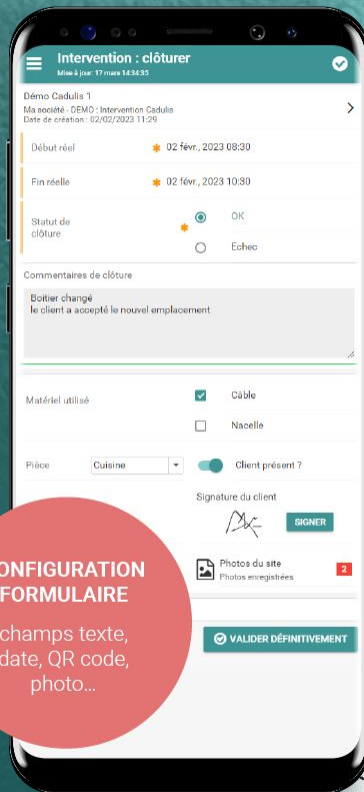 Intervention : clôturer
Mise à jour: 17 mars 14:34:35
Démo Cadulis 1
Ma société - DEMO : Intervention Cadulis
Date de création : 02/02/2023 11:29
Début réel * 02 févr., 2023 08:30
Fin réelle * 02 févr., 2023 10:30
Statut de
clôture * OK
Echec
Commentaires de clôture
Boitier changé
le client a accepté le nouvel emplacement
Matériel utilisé Câble
Nacelle
Pièce Cuisine Client présent ?
Signature du client
SIGNER
Photos du site
Photos enregistrées 2
VALIDER DÉFINITIVEMENT
ONFIGURATION
FORMULAIRE
champs texte,
date, QR code,
photo...